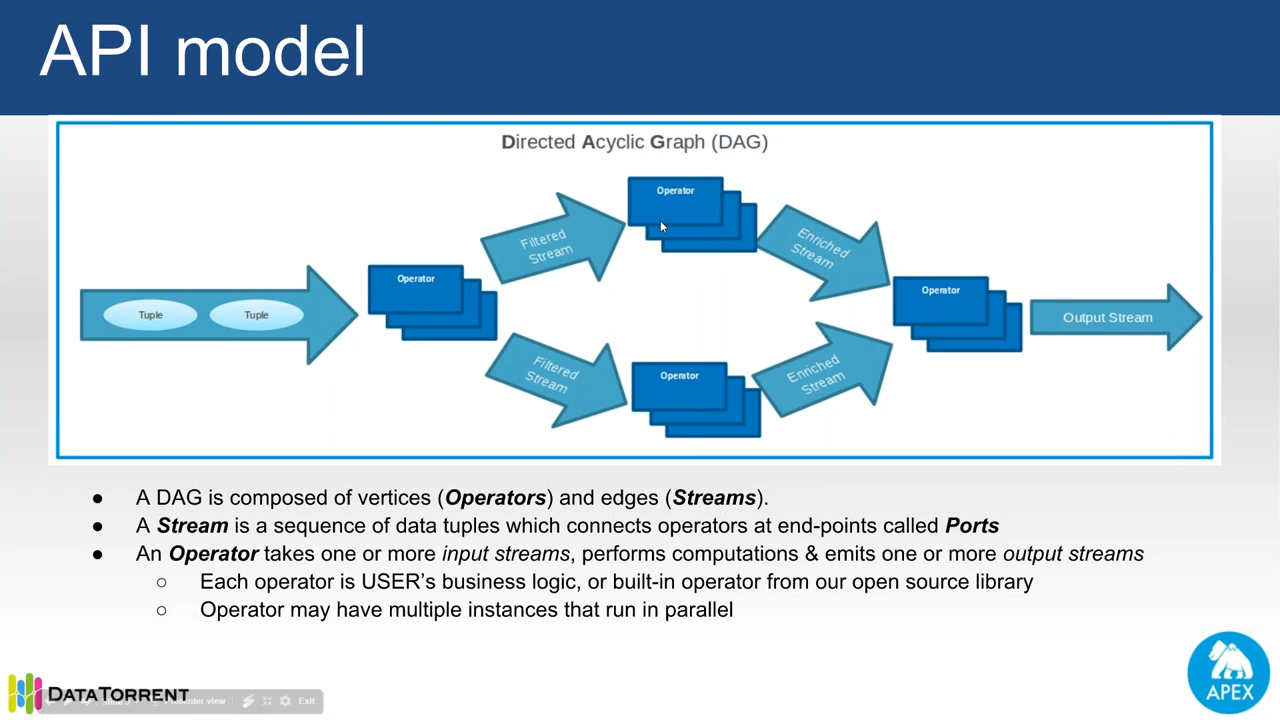 API model
Directed Acyclic Graph (DAG)
Operator
Filtered
Stream
Enriched
Stream
Tuple
Tuple
Operator
Operator
Output Stream
Filtered
Stream
Operator
Enriched
Stream
● A DAG is composed of vertices (Operators) and edges (Streams).
● A Stream is a sequence of data tuples which connects operators at end-points called Ports
● An Operator takes one or more input streams, performs computations & emits one or more output streams
○ Each operator is USER's business logic, or built-in operator from our open source library
○ Operator may have multiple instances that run in parallel
DATATORRENT
Exit
APEX